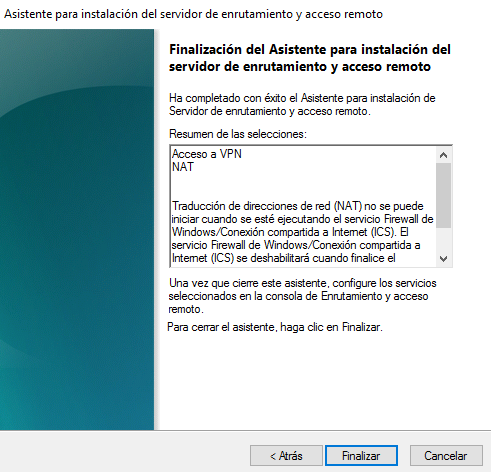 Asistente para instalación del servidor de enrutamiento y acceso remoto
Finalización del Asistente para instalación del
servidor de enrutamiento y acceso remoto
Ha completado con éxito el Asistente para instalación de
Servidor de enrutamiento y acceso remoto.
Resumen de las selecciones:
Acceso a VPN
NAT
Traducción de direcciones de red (NAT) no se puede
iniciar cuando se esté ejecutando el servicio Firewall de
Windows/Conexión compartida a Internet (ICS). El
servicio Firewall de Windows/Conexión compartida a
Internet (ICS) se deshabilitará cuando finalice el
Una vez que cierre este asistente, configure los servicios
seleccionados en la consola de Enrutamiento y acceso
remoto.
Para cerrar el asistente, haga clic en Finalizar.
< Atrás
Finalizar
Cancelar